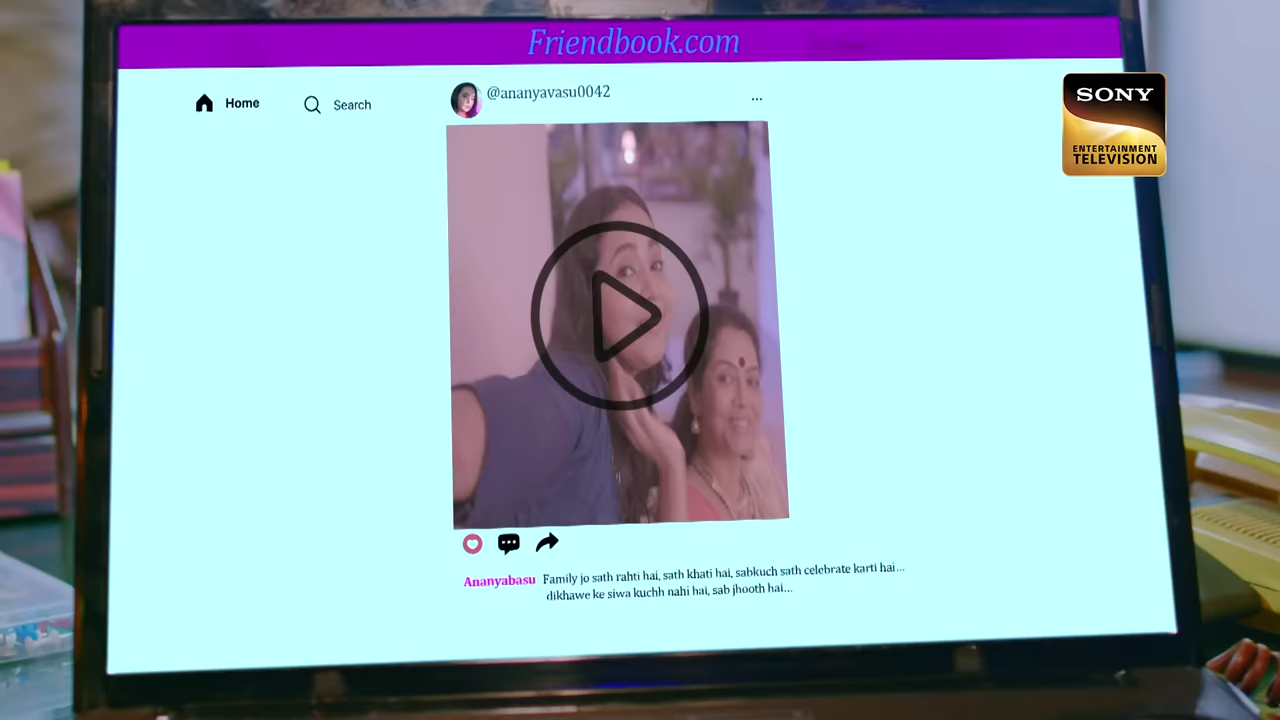 Friendbook.com
Home
Search
@ananyavasu0042
...
SONY
ENTERTAINMENT
TELEVISION
Ananyabasu Family jo sath rahti hai, sath khati hai, sabkuch sath celebrate karti hai...
dikhawe ke siwa kuchh nahi hai, sab jhooth hai...